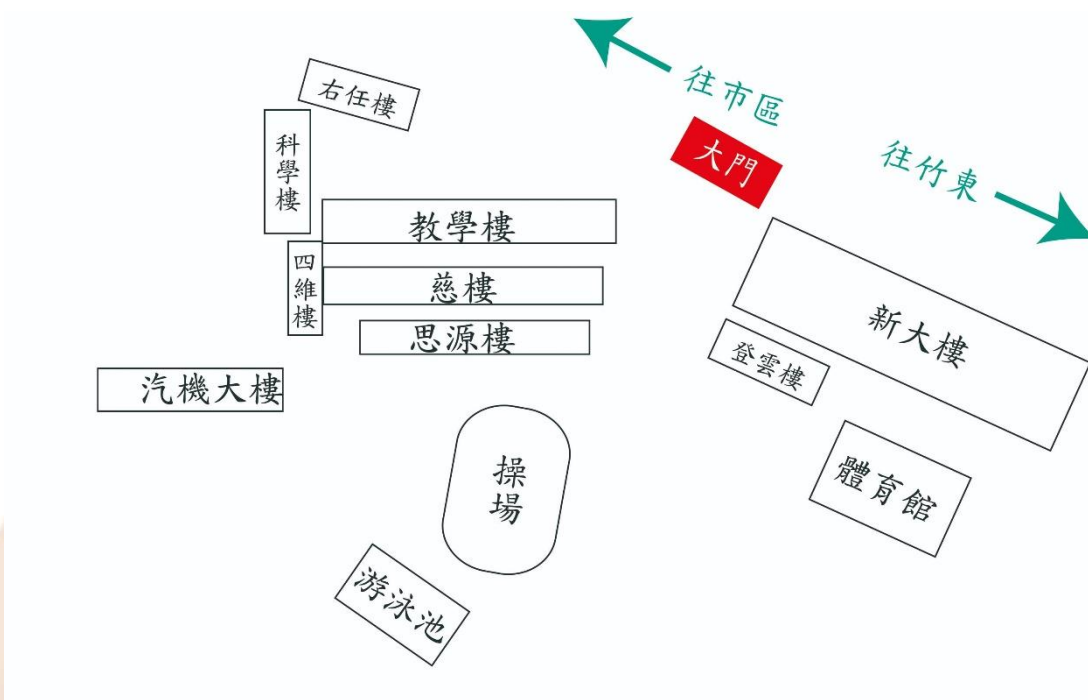 往市區
右任樓
大門
往竹東
科學樓
教學樓
四維樓
慈樓
思源樓
新大樓
登雲樓
汽機大樓
操場
體育館
游泳池